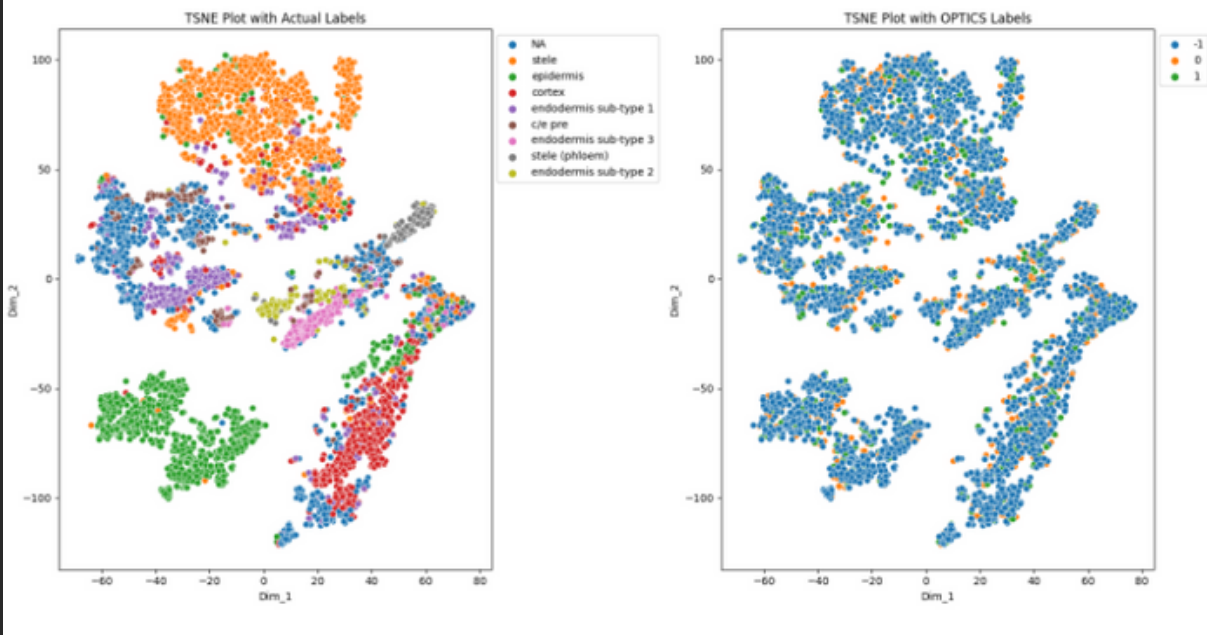 TSNE Plot with Actual Labels
NA
stele
epidermis
cortex
endodermis sub-type 1
c/e pre
endodermis sub-type 3
stele (phloem)
endodermis sub-type 2
100
50
0
−50
−100
Dim_2
−60 −40 −20 0 20 40 60 80
Dim_1
TSNE Plot with OPTICS Labels
-1
0
1
100
50
0
−50
−100
Dim_2
−60 −40 −20 0 20 40 60 80
Dim_1